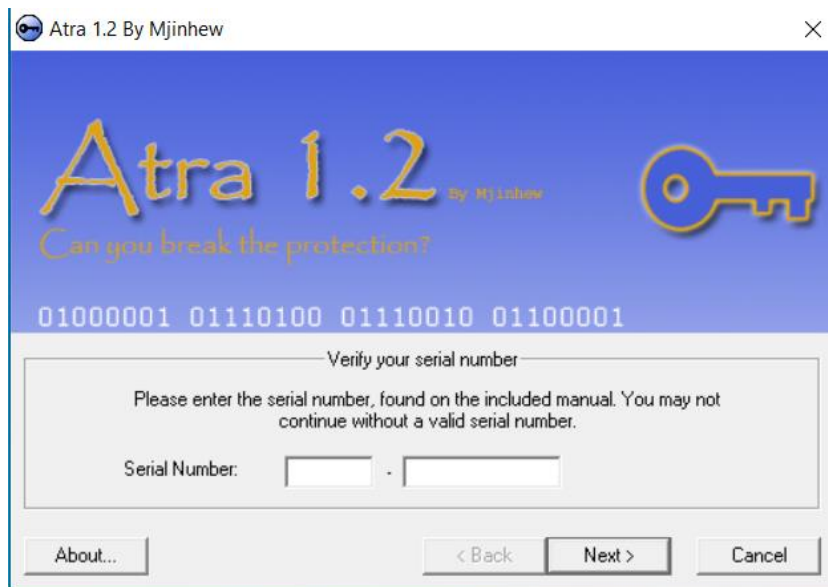 Atra 1.2 By Mjinhew
Atra 1.2 By Mjinhew
Can you break the protection?
01000001 01110100 01110010 01100001
Verify your serial number
Please enter the serial number, found on the included manual. You may not
continue without a valid serial number.
Serial Number: -
About... < Back Next > Cancel